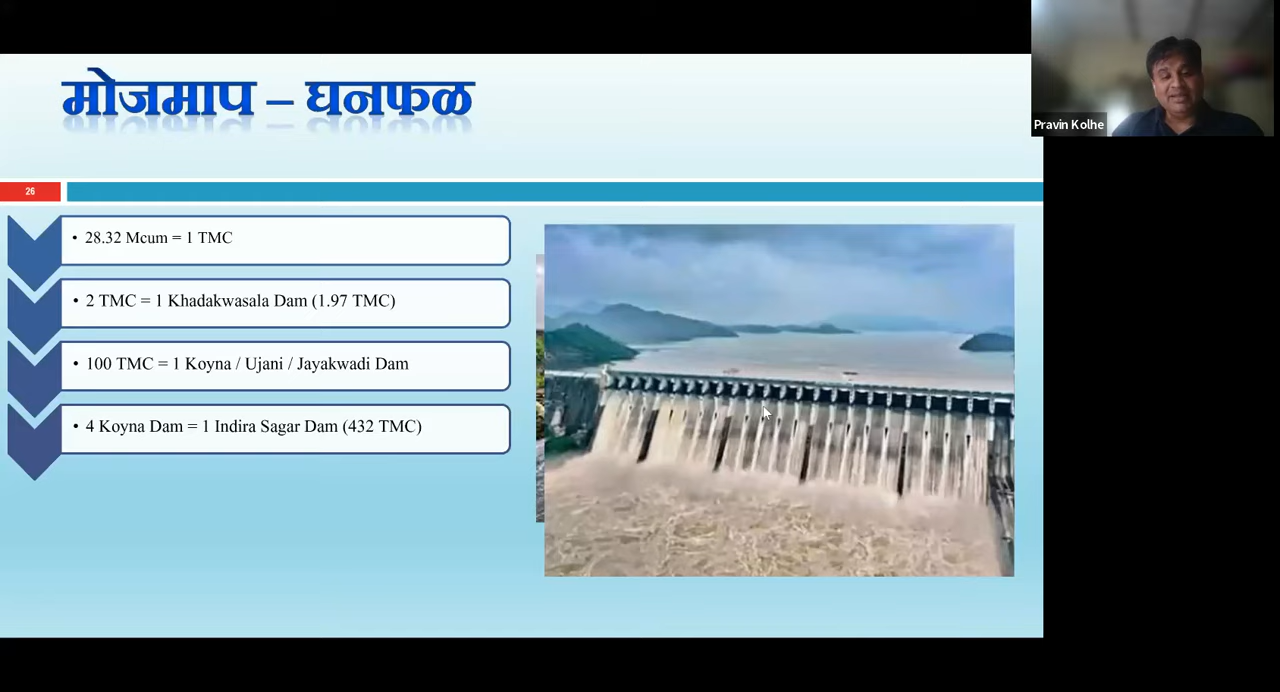 मोजमाप – घनफळ
Pravin Kolhe
26
• 28.32 Mcum = 1 TMC
• 2 TMC = 1 Khadakwasala Dam (1.97 TMC)
• 100 TMC = 1 Koyna / Ujani / Jayakwadi Dam
• 4 Koyna Dam = 1 Indira Sagar Dam (432 TMC)